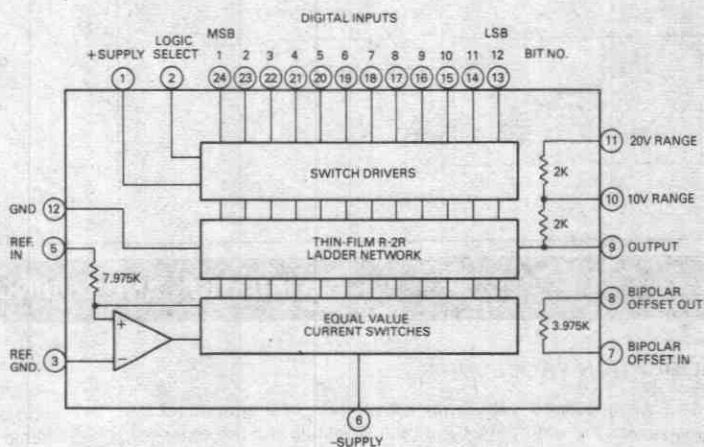 DIGITAL INPUTS
MSB LSB
+SUPPLY LOGIC SELECT 1 2 3 4 5 6 7 8 9 10 11 12 BIT NO.
1 2 24 23 22 21 20 19 18 17 16 15 14 13
11 20V RANGE
SWITCH DRIVERS
2K
10 10V RANGE
GND 12
2K
REF. IN 5
THIN-FILM R-2R
LADDER NETWORK
9 OUTPUT
7.975K
8 BIPOLAR OFFSET OUT
+
EQUAL VALUE
CURRENT SWITCHES
3.975K
REF. GND. 3
−
7 BIPOLAR OFFSET IN
6
-SUPPLY